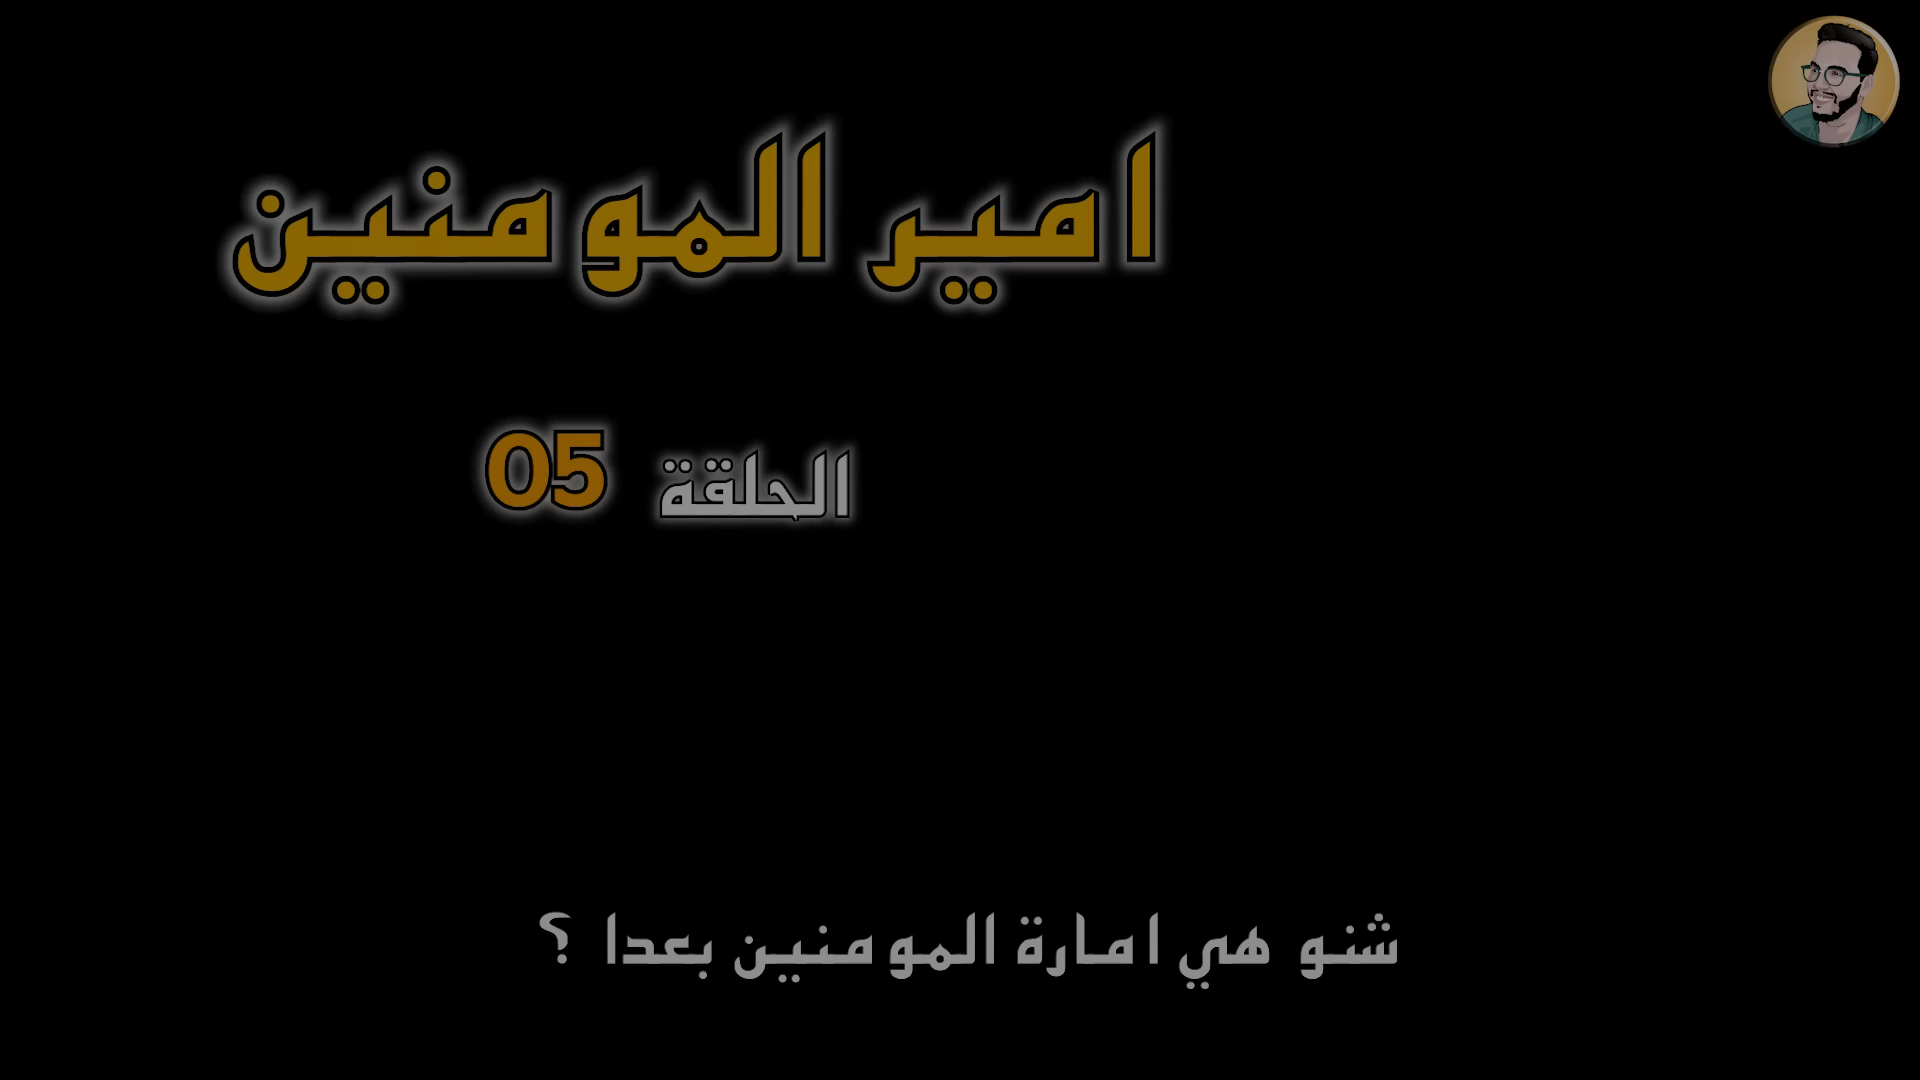 امير المومنين
الحلقة 05
شنو هي امارة المومنين بعدا ؟